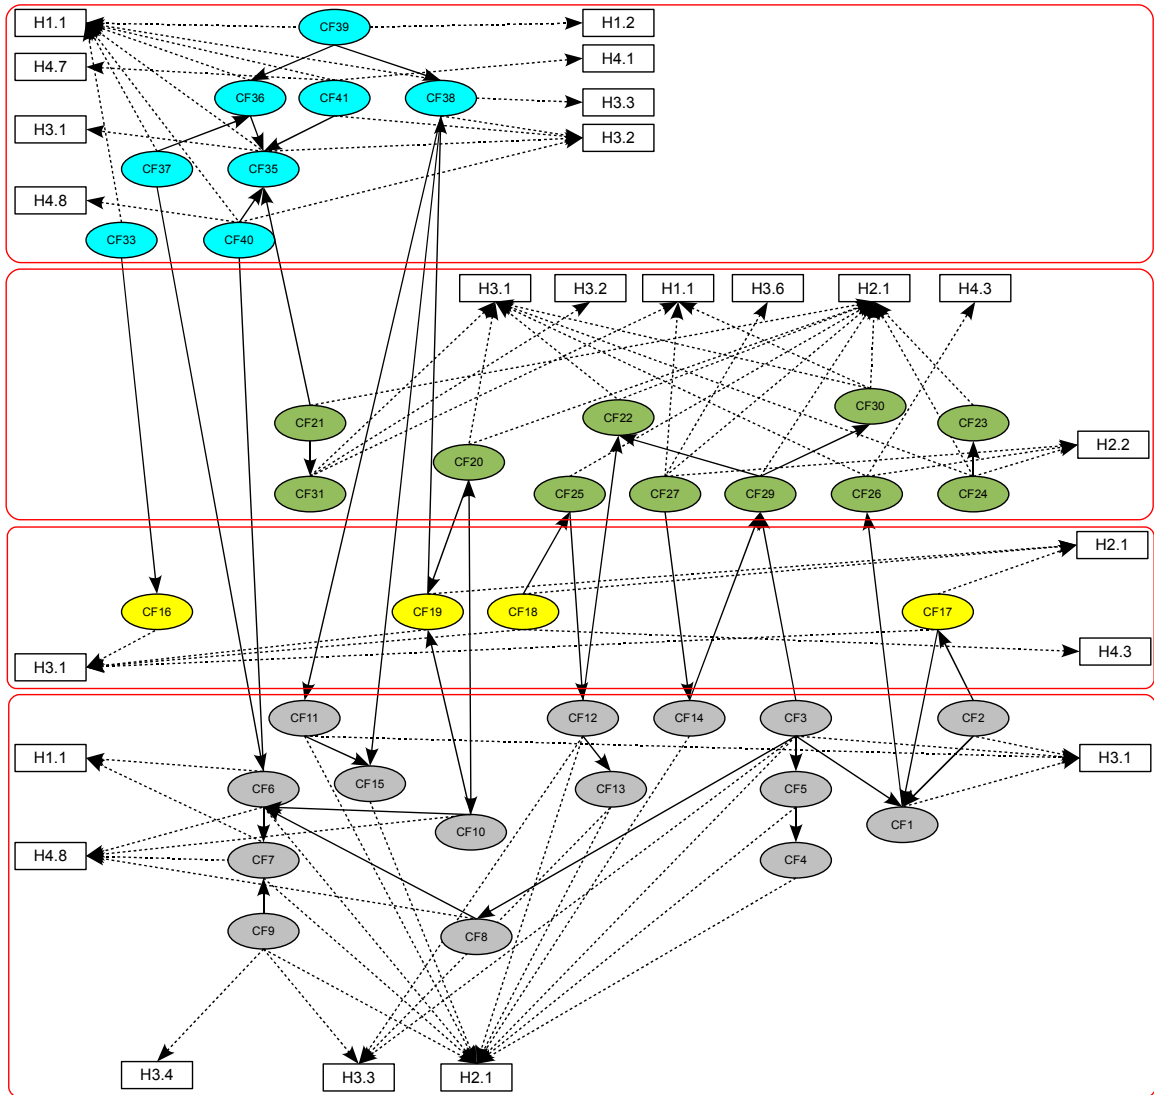 H1.1
CF39
H1.2
H4.7
H4.1
CF36
CF41
CF38
H3.3
H3.1
H3.2
CF37
CF35
H4.8
CF33
CF40
H3.1
H3.2
H1.1
H3.6
H2.1
H4.3
CF21
CF22
CF30
CF23
H2.2
CF20
CF31
CF25
CF27
CF29
CF26
CF24
H2.1
CF16
CF19
CF18
CF17
H3.1
H4.3
CF11
CF12
CF14
CF3
CF2
H1.1
H3.1
CF6
CF15
CF13
CF5
CF10
CF1
H4.8
CF7
CF4
CF9
CF8
H3.4
H3.3
H2.1